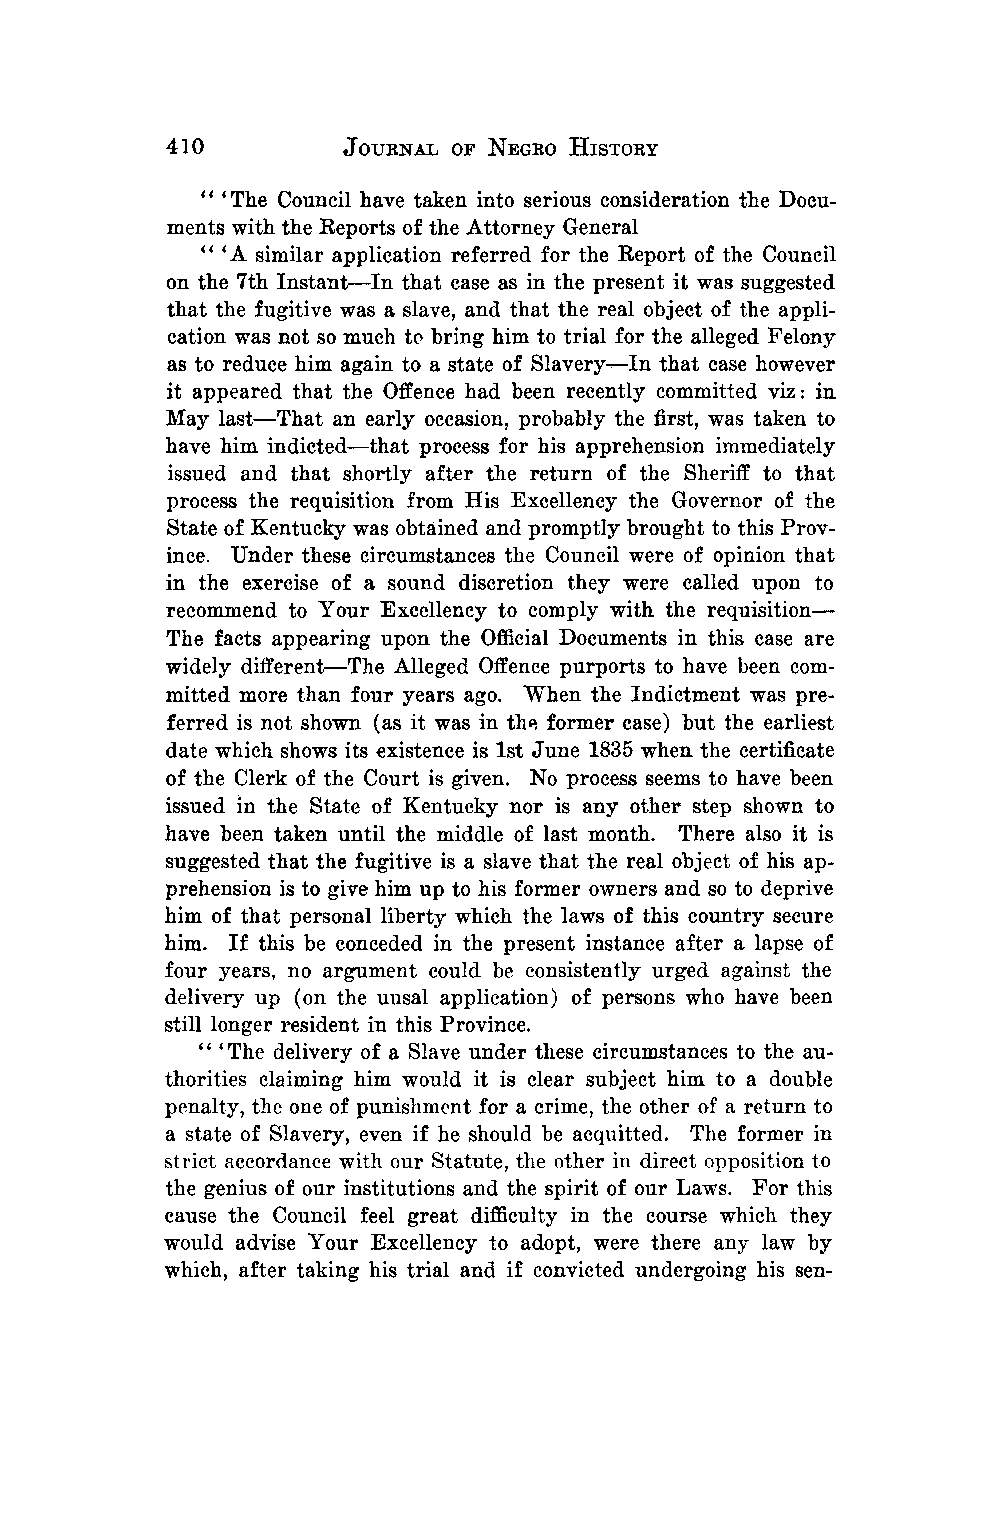 410 JOURNAL OF NEGRO HISTORY
“ ‘The Council have taken into serious consideration the Docu-
ments with the Reports of the Attorney General
“ ‘A similar application referred for the Report of the Council
on the 7th Instant—In that case as in the present it was suggested
that the fugitive was a slave, and that the real object of the appli-
cation was not so much to bring him to trial for the alleged Felony
as to reduce him again to a state of Slavery—In that case however
it appeared that the Offence had been recently committed viz: in
May last—That an early occasion, probably the first, was taken to
have him indicted—that process for his apprehension immediately
issued and that shortly after the return of the Sheriff to that
process the requisition from His Excellency the Governor of the
State of Kentucky was obtained and promptly brought to this Prov-
ince. Under these circumstances the Council were of opinion that
in the exercise of a sound discretion they were called upon to
recommend to Your Excellency to comply with the requisition—
The facts appearing upon the Official Documents in this case are
widely different—The Alleged Offence purports to have been com-
mitted more than four years ago. When the Indictment was pre-
ferred is not shown (as it was in the former case) but the earliest
date which shows its existence is 1st June 1835 when the certificate
of the Clerk of the Court is given. No process seems to have been
issued in the State of Kentucky nor is any other step shown to
have been taken until the middle of last month. There also it is
suggested that the fugitive is a slave that the real object of his ap-
prehension is to give him up to his former owners and so to deprive
him of that personal liberty which the laws of this country secure
him. If this be conceded in the present instance after a lapse of
four years, no argument could be consistently urged against the
delivery up (on the uusal application) of persons who have been
still longer resident in this Province.
“ ‘The delivery of a Slave under these circumstances to the au-
thorities claiming him would it is clear subject him to a double
penalty, the one of punishment for a crime, the other of a return to
a state of Slavery, even if he should be acquitted. The former in
strict accordance with our Statute, the other in direct opposition to
the genius of our institutions and the spirit of our Laws. For this
cause the Council feel great difficulty in the course which they
would advise Your Excellency to adopt, were there any law by
which, after taking his trial and if convicted undergoing his sen-